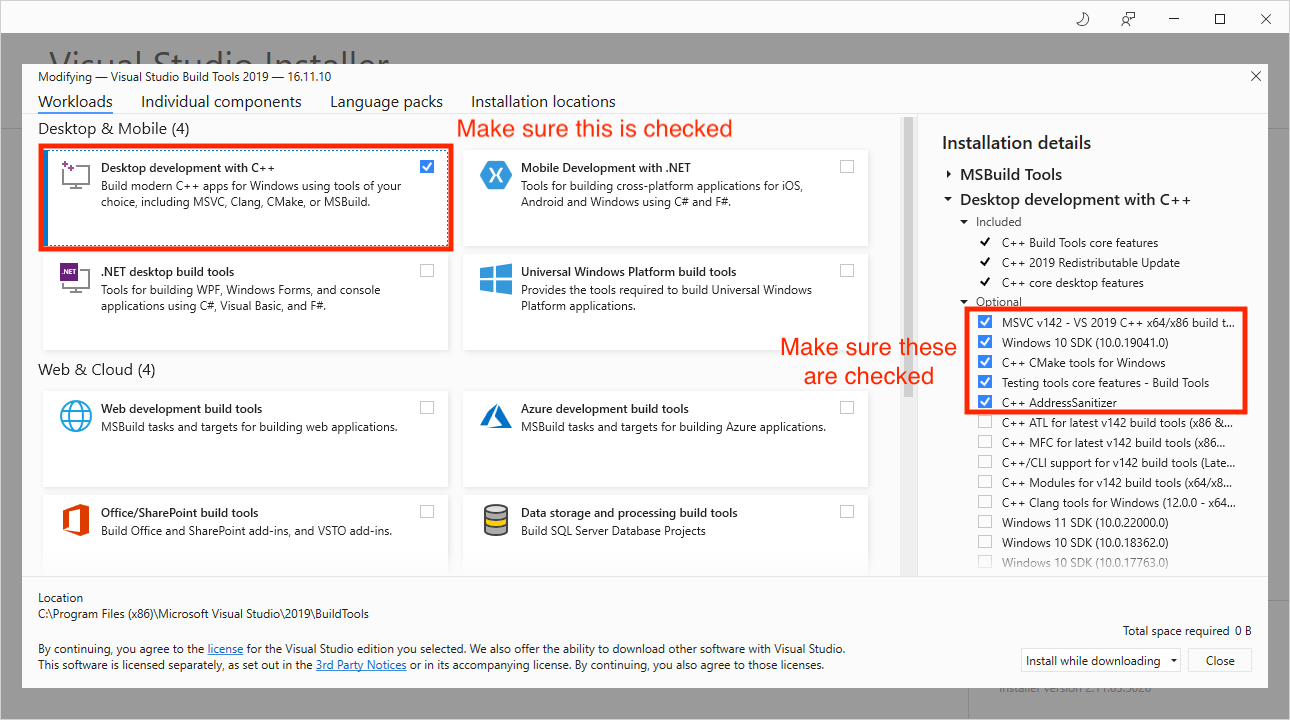 Visual Studio Installer
Modifying — Visual Studio Build Tools 2019 — 16.11.10
Workloads
Individual components
Language packs
Installation locations
Desktop & Mobile (4)
Make sure this is checked
Desktop development with C++
Build modern C++ apps for Windows using tools of your
choice, including MSVC, Clang, CMake, or MSBuild.
Mobile Development with .NET
Tools for building cross-platform applications for iOS,
Android and Windows using C# and F#.
.NET
.NET desktop build tools
Tools for building WPF, Windows Forms, and console
applications using C#, Visual Basic, and F#.
Universal Windows Platform build tools
Provides the tools required to build Universal Windows
Platform applications.
Web & Cloud (4)
Web development build tools
MSBuild tasks and targets for building web applications.
Azure development build tools
MSBuild tasks and targets for building Azure applications.
Office/SharePoint build tools
Build Office and SharePoint add-ins, and VSTO add-ins.
Data storage and processing build tools
Build SQL Server Database Projects
Installation details
MSBuild Tools
Desktop development with C++
Included
C++ Build Tools core features
C++ 2019 Redistributable Update
C++ core desktop features
Optional
Make sure these
are checked
MSVC v142 - VS 2019 C++ x64/x86 build t...
Windows 10 SDK (10.0.19041.0)
C++ CMake tools for Windows
Testing tools core features - Build Tools
C++ AddressSanitizer
C++ ATL for latest v142 build tools (x86 &...
C++ MFC for latest v142 build tools (x86...
C++/CLI support for v142 build tools (Late...
C++ Modules for v142 build tools (x64/x8...
C++ Clang tools for Windows (12.0.0 - x64...
Windows 11 SDK (10.0.22000.0)
Windows 10 SDK (10.0.18362.0)
Windows 10 SDK (10.0.17763.0)
Location
C:\Program Files (x86)\Microsoft Visual Studio\2019\BuildTools
By continuing, you agree to the license for the Visual Studio edition you selected. We also offer the ability to download other software with Visual Studio.
This software is licensed separately, as set out in the 3rd Party Notices or in its accompanying license. By continuing, you also agree to those licenses.
Total space required 0 B
Install while downloading
Close
Installer version